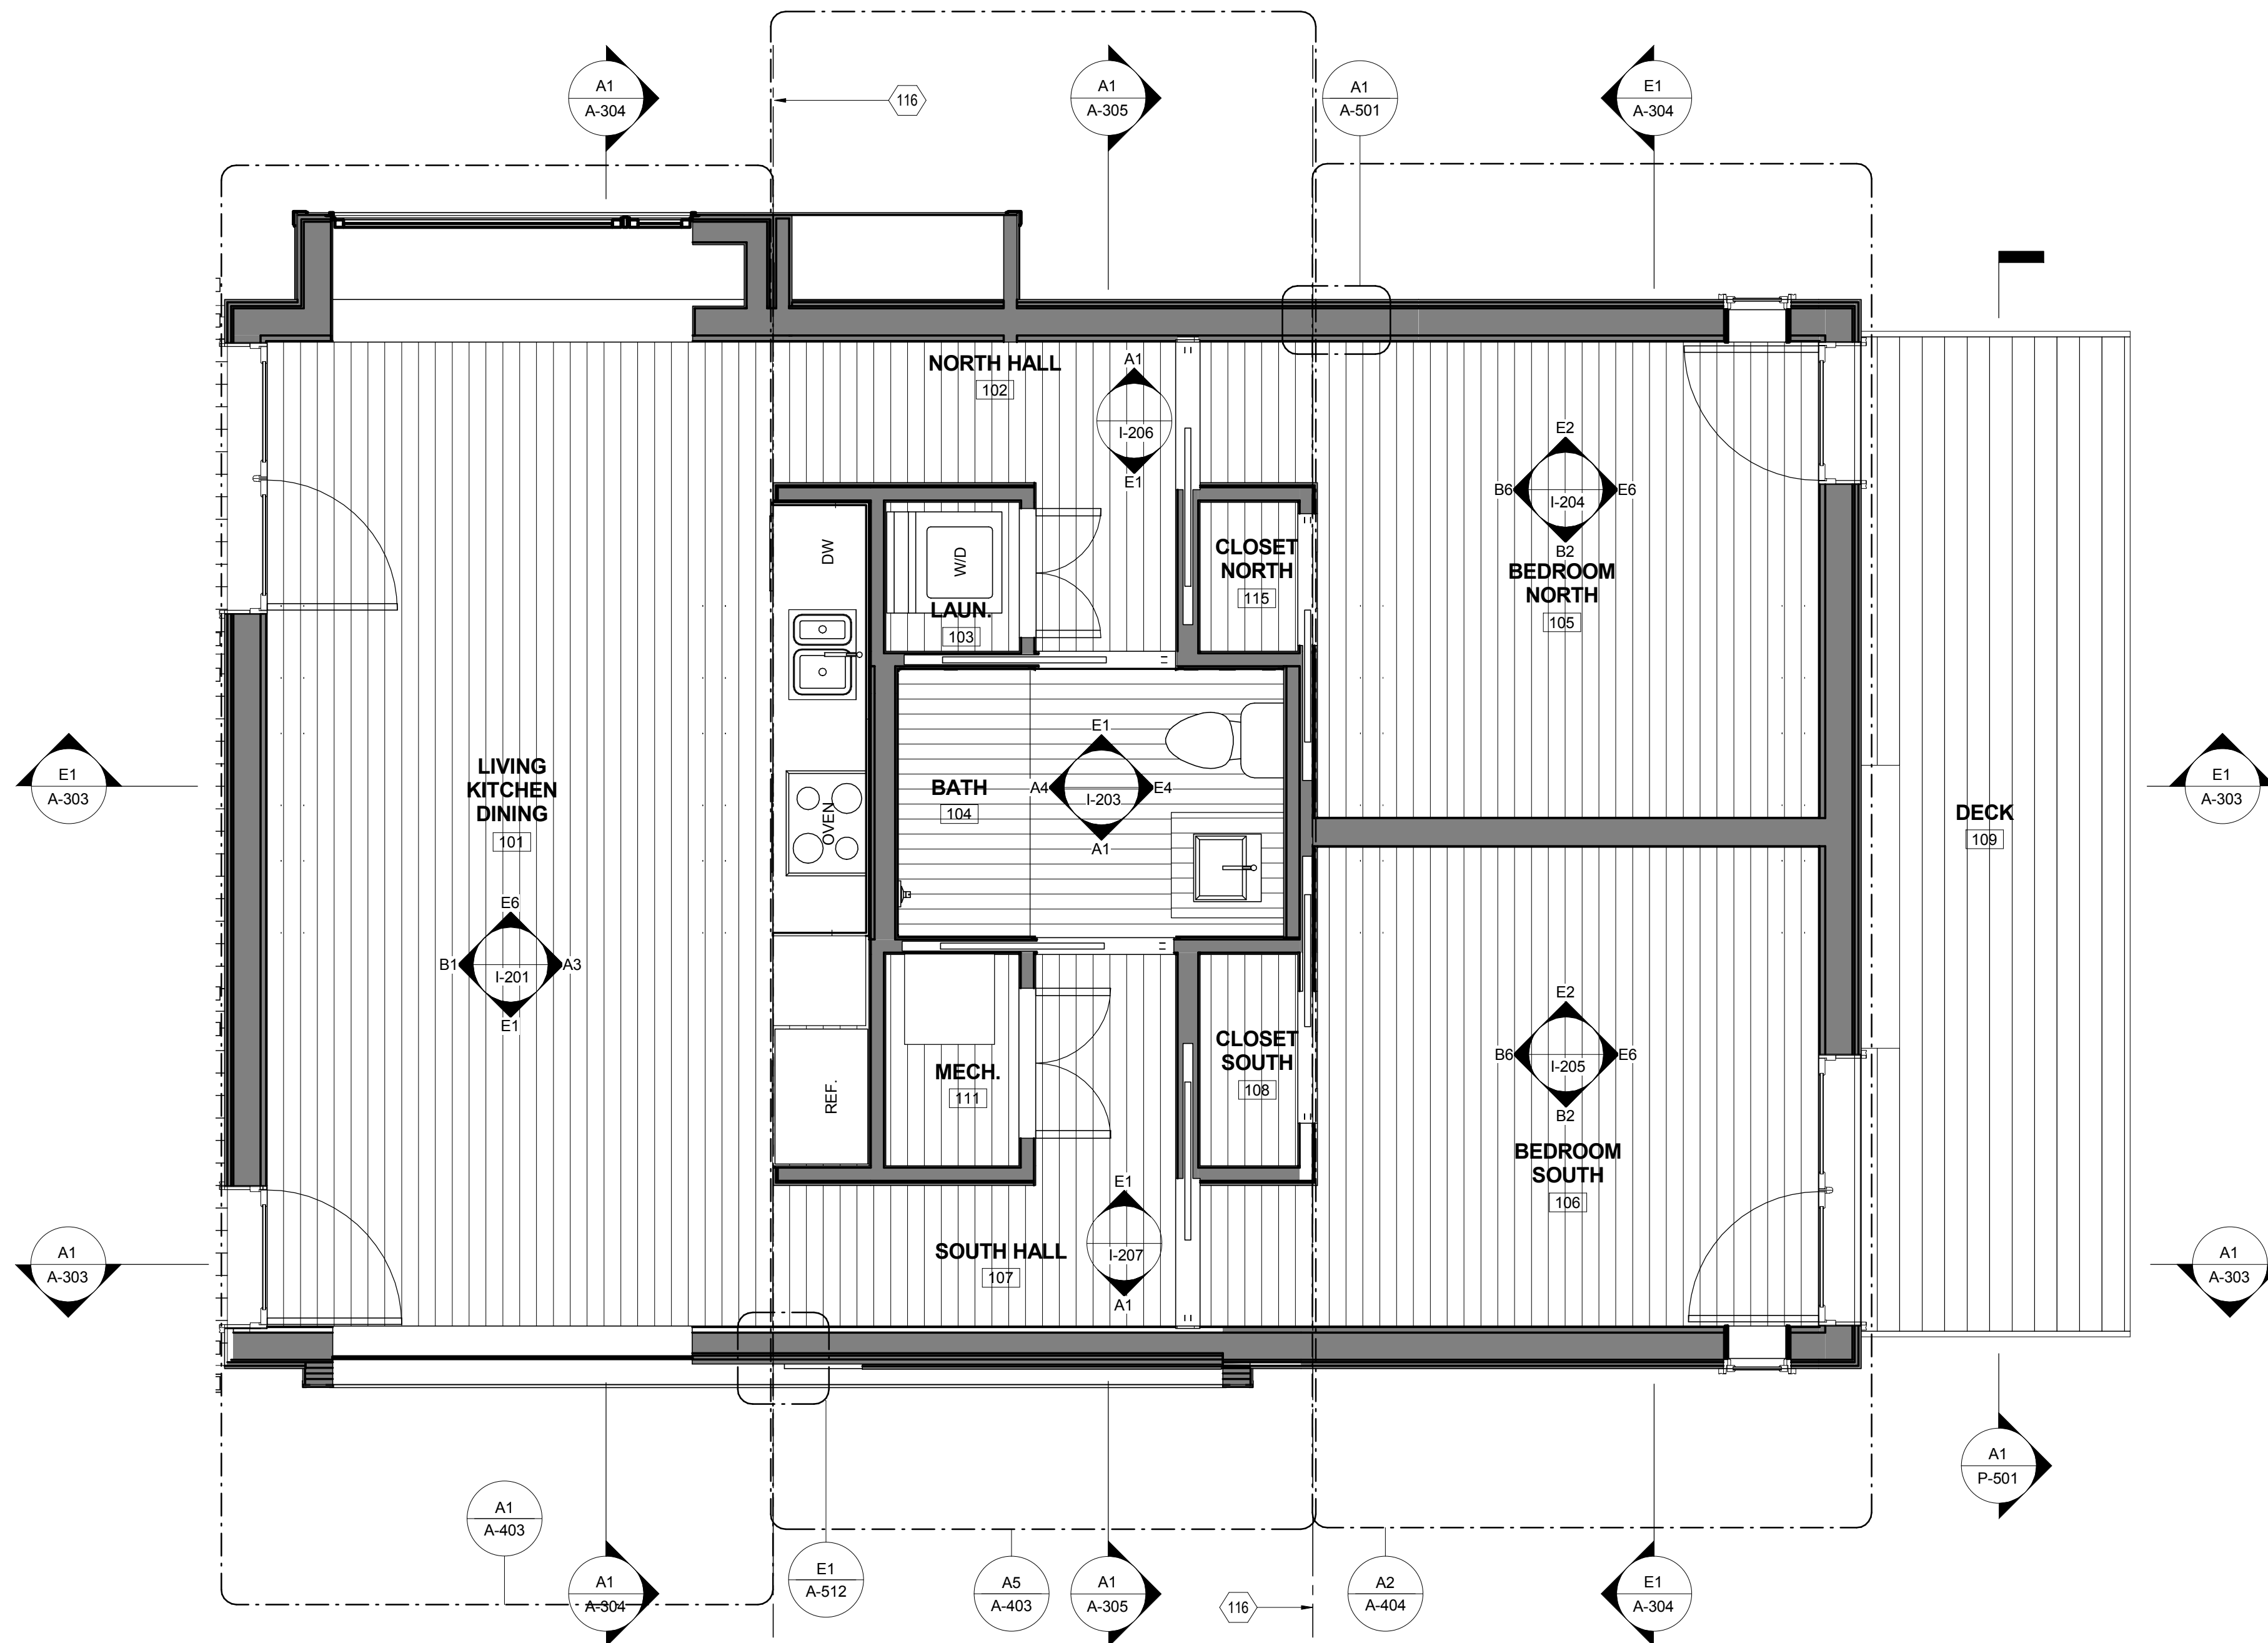 A1
A-304
116
A1
A-305
A1
A-501
E1
A-304
NORTH HALL
102
A1
I-206
E1
E2
B6
I-204
E6
B2
BEDROOM
NORTH
105
DW
W/D
LAUN.
103
CLOSET
NORTH
115
E1
A-303
LIVING
KITCHEN
DINING
101
OVEN
BATH
104
E1
A4
I-203
E4
A1
DECK
109
E1
A-303
E6
B1
I-201
A3
E1
REF.
MECH.
111
CLOSET
SOUTH
108
E2
B6
I-205
E6
B2
BEDROOM
SOUTH
106
A1
A-303
SOUTH HALL
107
E1
I-207
A1
A1
A-303
A1
P-501
A1
A-403
A1
A-304
E1
A-512
A5
A-403
A1
A-305
116
A2
A-404
E1
A-304